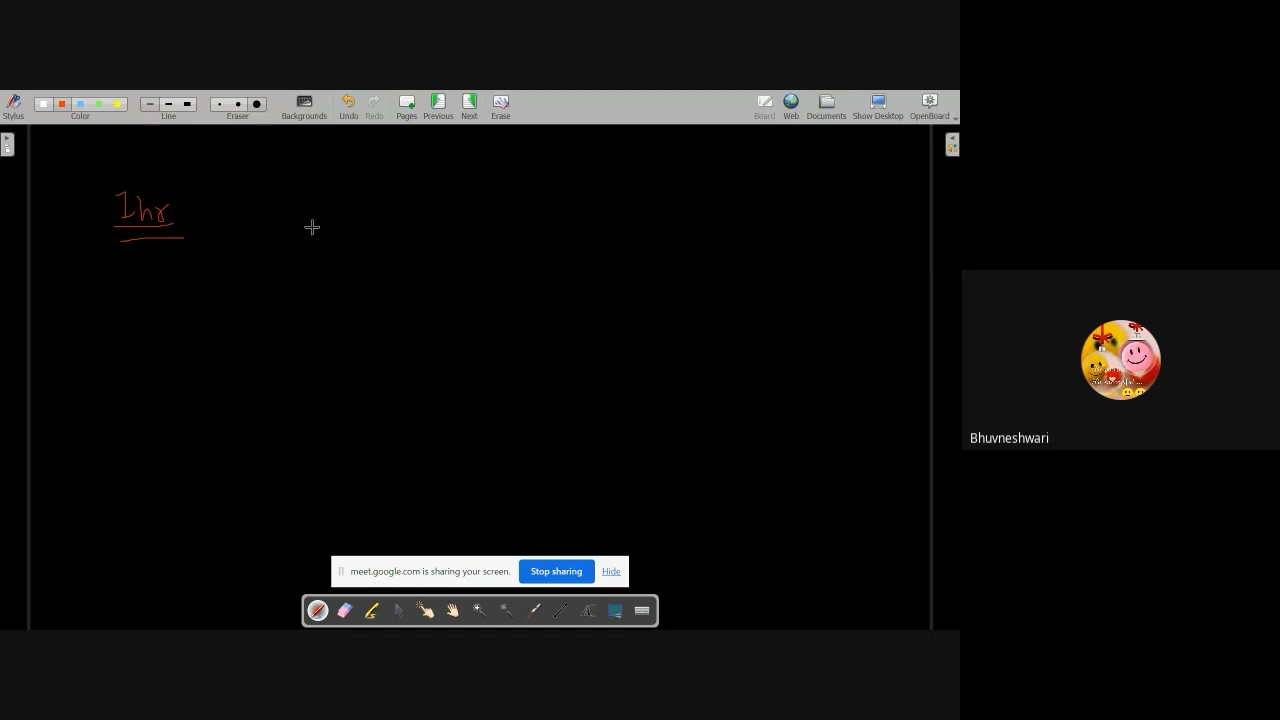 Stylus Color Line Eraser Backgrounds Undo Redo Pages Previous Next Erase Board Web Documents Show Desktop OpenBoard
1hr
Bhuvneshwari
meet.google.com is sharing your screen. Stop sharing Hide